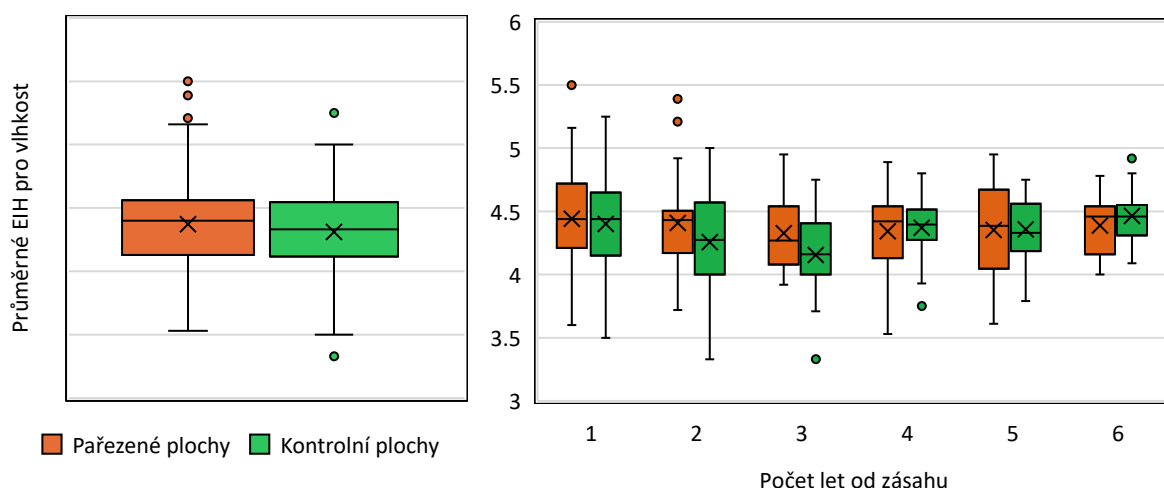 Průměrné EIH pro vlhkost
6
5.5
5
4.5
4
3.5
3
1 2 3 4 5 6
Pařezené plochy Kontrolní plochy
Počet let od zásahu